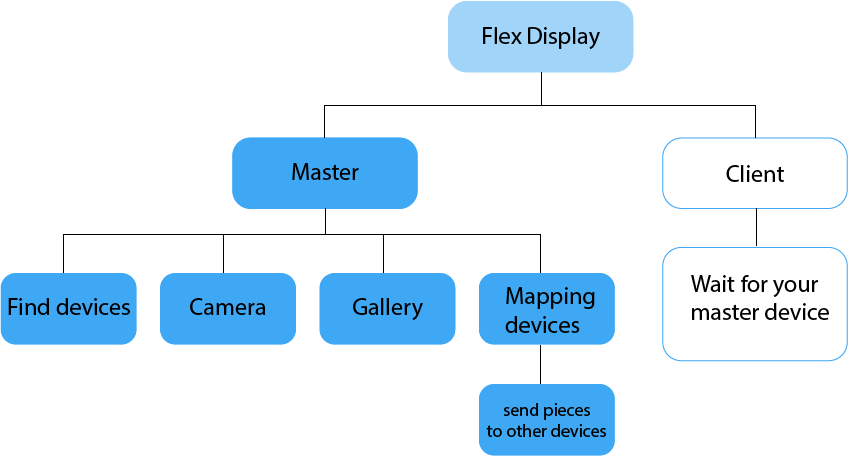 Flex Display
Master
Client
Find devices
Camera
Gallery
Mapping
devices
Wait for your
master device
send pieces
to other devices